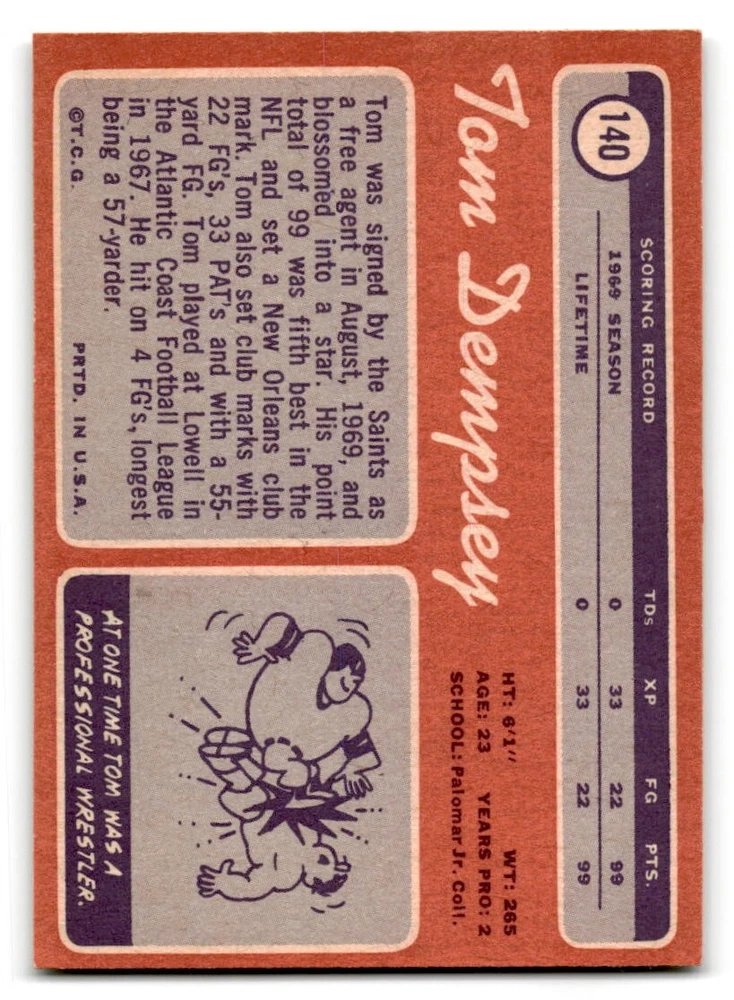 140
SCORING RECORD TDs XP FG PTS.
1969 SEASON 0 33 22 99
LIFETIME 0 33 22 99
Tom Dempsey
HT: 6'1" WT: 265
AGE: 23 YEARS PRO: 2
SCHOOL: Palomar Jr. Coll.
Tom was signed by the Saints as
a free agent in August, 1969, and
blossomed into a star. His point
total of 99 was fifth best in the
NFL and set a New Orleans club
mark. Tom also set club marks with
22 FG's, 33 PAT's and with a 55-
yard FG. Tom played at Lowell in
the Atlantic Coast Football League
in 1967. He hit on 4 FG's, longest
being a 57-yarder.
©T.C.G. PRTD. IN U.S.A.
AT ONE TIME TOM WAS A
PROFESSIONAL WRESTLER.